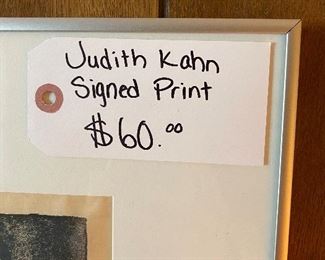 Judith Kahn
Signed Print
$60.00